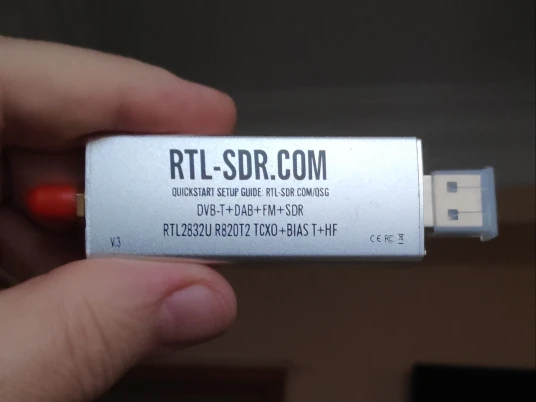 RTL-SDR.COM
QUICKSTART SETUP GUIDE: RTL-SDR.COM/QSG
DVB-T+DAB+FM+SDR
RTL2832U R820T2 TCXO+BIAS T+HF
V.3
CE FC